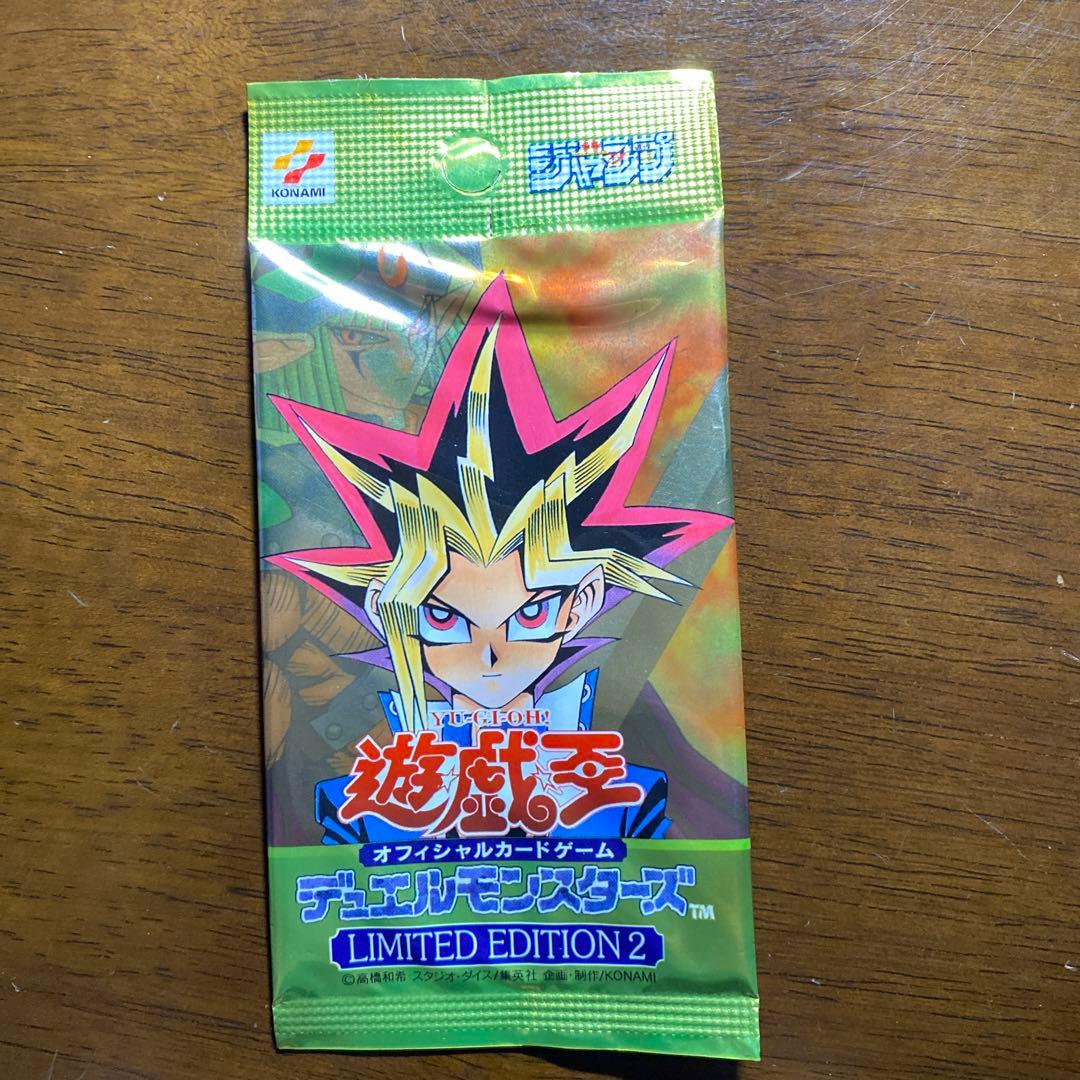 KONAMI
ジャンプ
YU-GI-OH!
遊戯王
オフィシャルカードゲーム
デュエルモンスターズ™
LIMITED EDITION 2
©高橋和希 スタジオ・ダイス/集英社 企画・制作/KONAMI